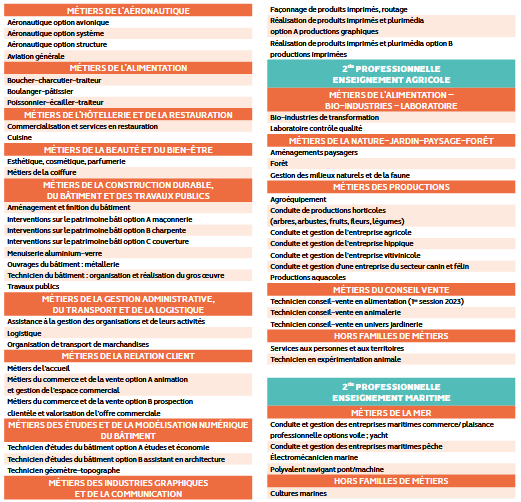 MÉTIERS DE L'AÉRONAUTIQUE
Aéronautique option avionique
Aéronautique option système
Aéronautique option structure
Aviation générale
MÉTIERS DE L'ALIMENTATION
Boucher-charcutier-traiteur
Boulanger-pâtissier
Poissonnier-écailler-traiteur
MÉTIERS DE L'HÔTELLERIE ET DE LA RESTAURATION
Commercialisation et services en restauration
Cuisine
MÉTIERS DE LA BEAUTÉ ET DU BIEN-ÊTRE
Esthétique, cosmétique, parfumerie
Métiers de la coiffure
MÉTIERS DE LA CONSTRUCTION DURABLE,
DU BÂTIMENT ET DES TRAVAUX PUBLICS
Aménagement et finition du bâtiment
Interventions sur le patrimoine bâti option A maçonnerie
Interventions sur le patrimoine bâti option B charpente
Interventions sur le patrimoine bâti option C couverture
Menuiserie aluminium-verre
Ouvrages du bâtiment : métallerie
Technicien du bâtiment : organisation et réalisation du gros œuvre
Travaux publics
MÉTIERS DE LA GESTION ADMINISTRATIVE,
DU TRANSPORT ET DE LA LOGISTIQUE
Assistance à la gestion des organisations et de leurs activités
Logistique
Organisation de transport de marchandises
MÉTIERS DE LA RELATION CLIENT
Métiers de l'accueil
Métiers du commerce et de la vente option A animation
et gestion de l'espace commercial
Métiers du commerce et de la vente option B prospection
clientèle et valorisation de l'offre commerciale
MÉTIERS DES ÉTUDES ET DE LA MODÉLISATION NUMÉRIQUE
DU BÂTIMENT
Technicien d'études du bâtiment option A études et économie
Technicien d'études du bâtiment option B assistant en architecture
Technicien géomètre-topographe
MÉTIERS DES INDUSTRIES GRAPHIQUES
ET DE LA COMMUNICATION
Façonnage de produits imprimés, routage
Réalisation de produits imprimés et plurimédia
option A productions graphiques
Réalisation de produits imprimés et plurimédia option B
productions imprimées
2de PROFESSIONNELLE
ENSEIGNEMENT AGRICOLE
MÉTIERS DE L'ALIMENTATION –
BIO-INDUSTRIES – LABORATOIRE
Bio-industries de transformation
Laboratoire contrôle qualité
MÉTIERS DE LA NATURE-JARDIN-PAYSAGE-FORÊT
Aménagements paysagers
Forêt
Gestion des milieux naturels et de la faune
MÉTIERS DES PRODUCTIONS
Agroéquipement
Conduite de productions horticoles
(arbres, arbustes, fruits, fleurs, légumes)
Conduite et gestion de l'entreprise agricole
Conduite et gestion de l'entreprise hippique
Conduite et gestion de l'entreprise vitivinicole
Conduite et gestion d'une entreprise du secteur canin et félin
Productions aquacoles
MÉTIERS DU CONSEIL VENTE
Technicien conseil-vente en alimentation (1re session 2023)
Technicien conseil-vente en animalerie
Technicien conseil-vente en univers jardinerie
HORS FAMILLES DE MÉTIERS
Services aux personnes et aux territoires
Technicien en expérimentation animale
2de PROFESSIONNELLE
ENSEIGNEMENT MARITIME
MÉTIERS DE LA MER
Conduite et gestion des entreprises maritimes commerce/ plaisance
professionnelle options voile ; yacht
Conduite et gestion des entreprises maritimes pêche
Électromécanicien marine
Polyvalent navigant pont/machine
HORS FAMILLES DE MÉTIERS
Cultures marines